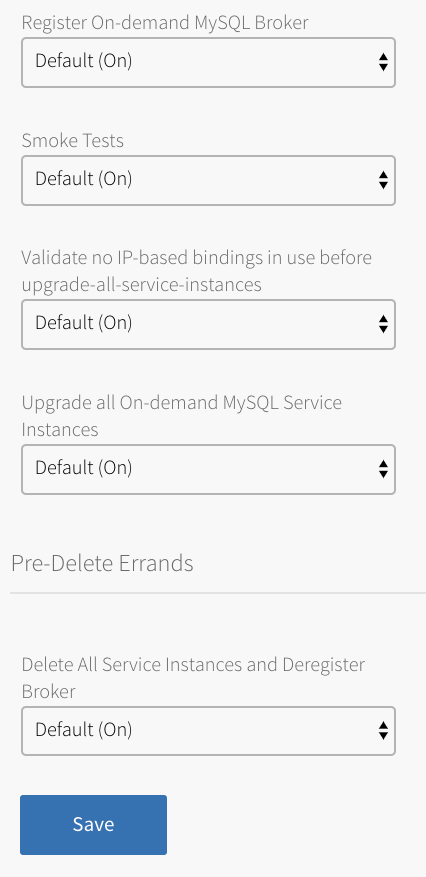 Register On-demand MySQL Broker
Default (On)
Smoke Tests
Default (On)
Validate no IP-based bindings in use before
upgrade-all-service-instances
Default (On)
Upgrade all On-demand MySQL Service
Instances
Default (On)
Pre-Delete Errands
Delete All Service Instances and Deregister
Broker
Default (On)
Save